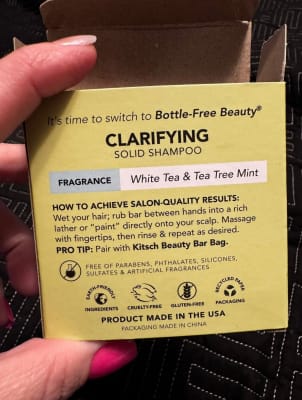 It's time to switch to Bottle-Free Beauty®
CLARIFYING
SOLID SHAMPOO
FRAGRANCE White Tea & Tea Tree Mint
HOW TO ACHIEVE SALON-QUALITY RESULTS:
Wet your hair; rub bar between hands into a rich
lather or "paint" directly onto your scalp. Massage
with fingertips, then rinse & repeat as desired.
PRO TIP: Pair with Kitsch Beauty Bar Bag.
FREE OF PARABENS, PHTHALATES, SILICONES,
SULFATES & ARTIFICIAL FRAGRANCES
EARTH-FRIENDLY
INGREDIENTS
CRUELTY-FREE
GLUTEN-FREE
RECYCLED PAPER
PACKAGING
PRODUCT MADE IN THE USA
PACKAGING MADE IN CHINA